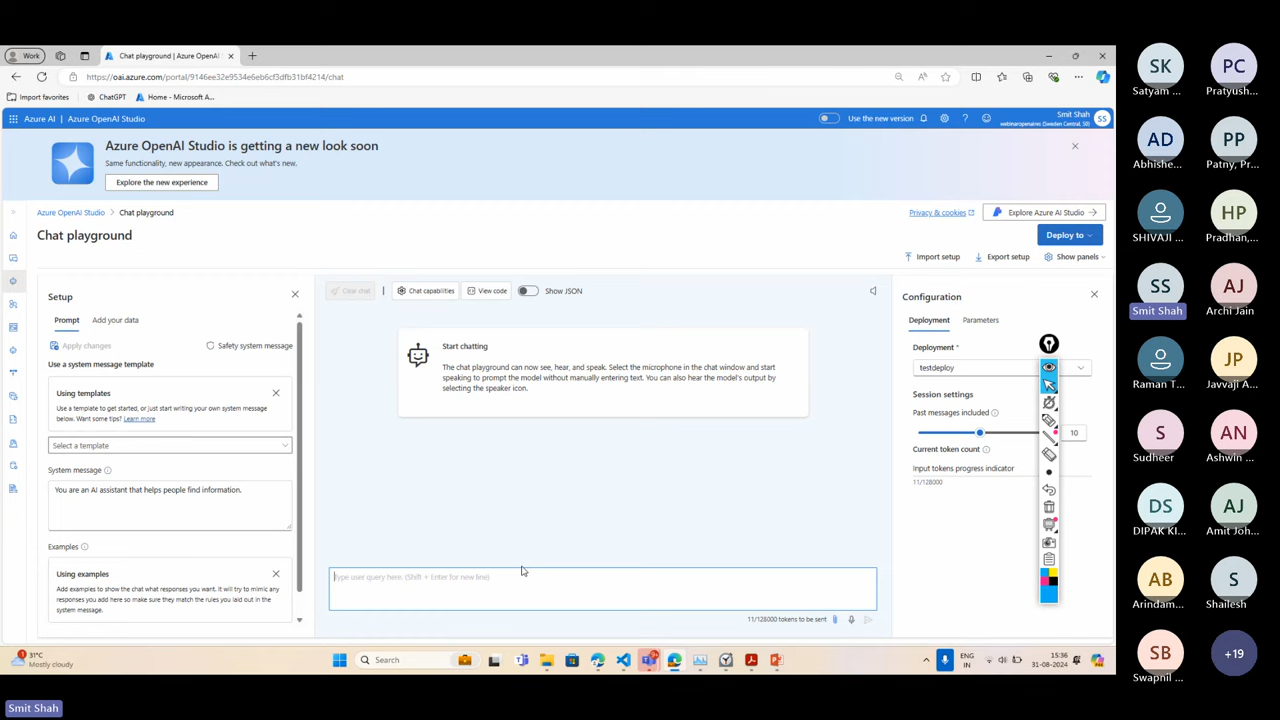 Work
Chat playground | Azure OpenAI
https://oai.azure.com/portal/9146ee32e9534e6eb6cf3dfb31bf4214/chat
Import favorites
ChatGPT
Home - Microsoft A...
Azure AI | Azure OpenAI Studio
Use the new version
Smit Shah
webinaropenaires (Sweden Central, S0)
SS
Azure OpenAI Studio is getting a new look soon
Same functionality, new appearance. Check out what's new.
Explore the new experience
Azure OpenAI Studio > Chat playground
Privacy & cookies
Explore Azure AI Studio
Chat playground
Deploy to
Import setup
Export setup
Show panels
Setup
Prompt
Add your data
Apply changes
Safety system message
Use a system message template
Using templates
Use a template to get started, or just start writing your own system message
below. Want some tips? Learn more
Select a template
System message
You are an AI assistant that helps people find information.
Examples
Using examples
Add examples to show the chat what responses you want. It will try to mimic any
responses you add here so make sure they match the rules you laid out in the
system message.
Clear chat
Chat capabilities
View code
Show JSON
Start chatting
The chat playground can now see, hear, and speak. Select the microphone in the chat window and start
speaking to prompt the model without manually entering text. You can also hear the model's output by
selecting the speaker icon.
Type user query here. (Shift + Enter for new line)
11/128000 tokens to be sent
Configuration
Deployment
Parameters
Deployment *
testdeploy
Session settings
Past messages included
10
Current token count
Input tokens progress indicator
11/128000
1
31°C
Mostly cloudy
Search
ENG
IN
15:36
31-08-2024
SK
Satyam ...
PC
Pratyush...
AD
Abhishe...
PP
Patny, Pr...
SHIVAJI ...
HP
Pradhan,...
SS
Smit Shah
AJ
Archi Jain
Raman T...
JP
Javvaji A...
S
Sudheer
AN
Ashwin ...
DS
DIPAK KI...
AJ
Amit Joh...
AB
Arindam...
S
Shailesh
SB
Swapnil ...
+19
Smit Shah